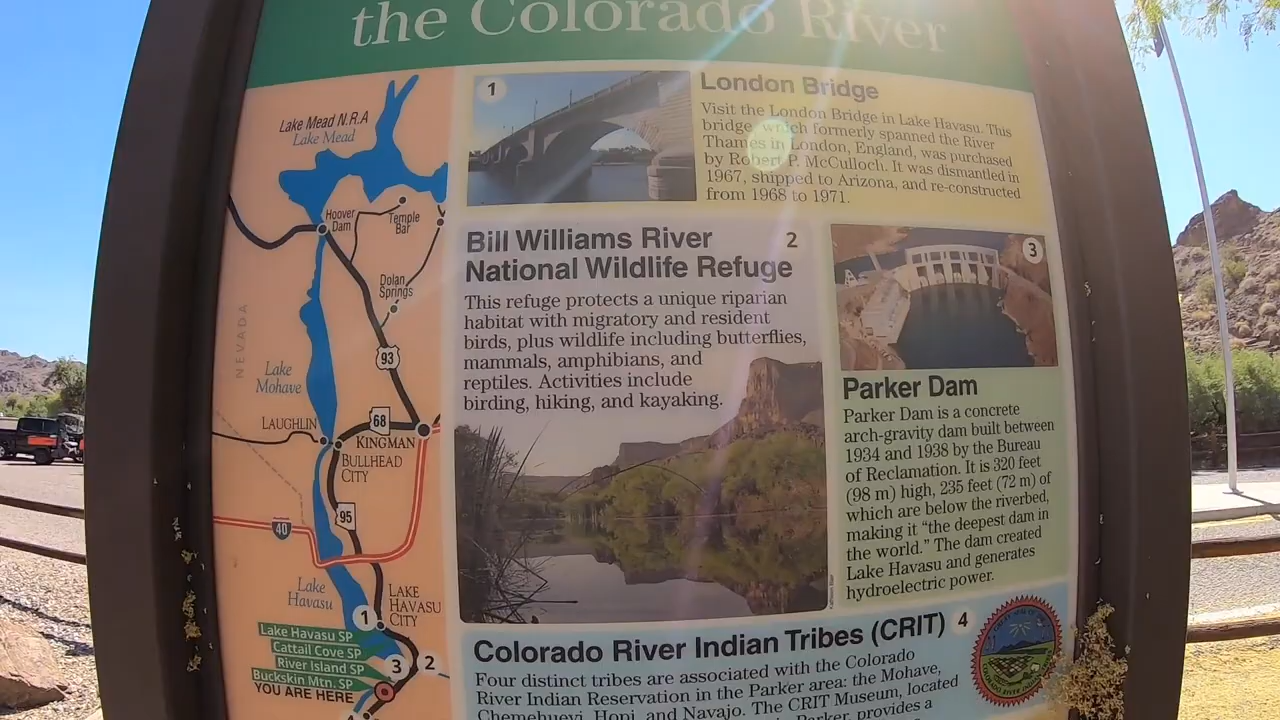 the Colorado River
Lake Mead N.R.A
Lake Mead
Hoover
Dam
Temple
Bar
Dolan
Springs
NEVADA
93
Lake
Mohave
68
LAUGHLIN
KINGMAN
BULLHEAD
CITY
95
40
Lake
Havasu
LAKE
HAVASU
CITY
1
Lake Havasu SP
Cattail Cove SP
River Island SP
Buckskin Mtn. SP
YOU ARE HERE
3
2
1
London Bridge
Visit the London Bridge in Lake Havasu. This
bridge, which formerly spanned the River
Thames in London, England, was purchased
by Robert P. McCulloch. It was dismantled in
1967, shipped to Arizona, and re-constructed
from 1968 to 1971.
Bill Williams River
National Wildlife Refuge
2
This refuge protects a unique riparian
habitat with migratory and resident
birds, plus wildlife including butterflies,
mammals, amphibians, and
reptiles. Activities include
birding, hiking, and kayaking.
3
Parker Dam
Parker Dam is a concrete
arch-gravity dam built between
1934 and 1938 by the Bureau
of Reclamation. It is 320 feet
(98 m) high, 235 feet (72 m) of
which are below the riverbed,
making it “the deepest dam in
the world.” The dam created
Lake Havasu and generates
hydroelectric power.
Colorado River Indian Tribes (CRIT)
4
Four distinct tribes are associated with the Colorado
River Indian Reservation in the Parker area: the Mohave,
Chemehuevi, Hopi, and Navajo. The CRIT Museum, located
Parker, provides a